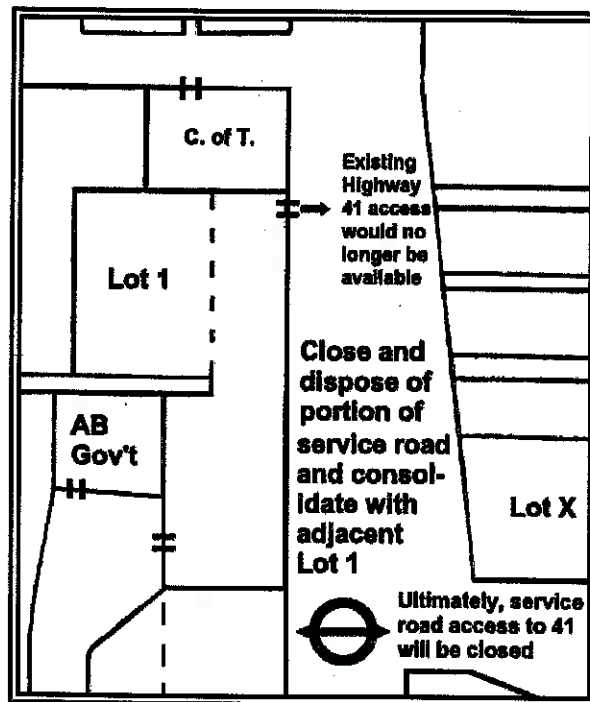 C. of T.
Existing
Highway
41 access
would no
longer be
available
Lot 1
Close and
dispose of
portion of
service road
and consol-
idate with
adjacent
Lot 1
AB
Gov't
Lot X
Ultimately, service
road access to 41
will be closed